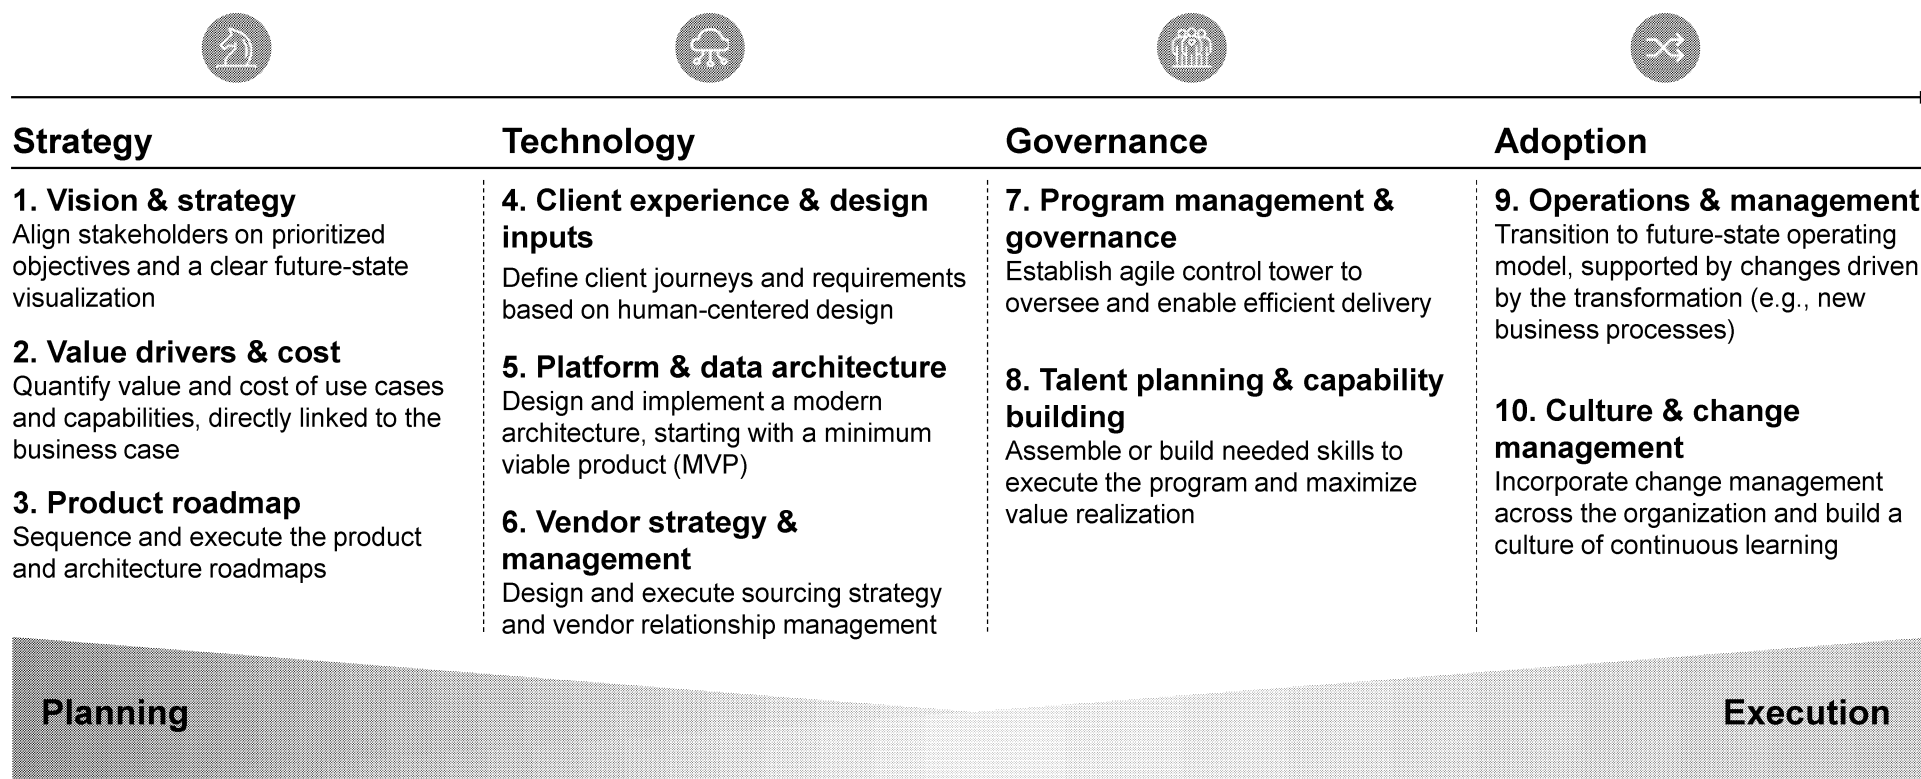 Strategy
1. Vision & strategy
Align stakeholders on prioritized
objectives and a clear future-state
visualization
2. Value drivers & cost
Quantify value and cost of use cases
and capabilities, directly linked to the
business case
3. Product roadmap
Sequence and execute the product
and architecture roadmaps
Technology
4. Client experience & design
inputs
Define client journeys and requirements
based on human-centered design
5. Platform & data architecture
Design and implement a modern
architecture, starting with a minimum
viable product (MVP)
6. Vendor strategy &
management
Design and execute sourcing strategy
and vendor relationship management
Governance
7. Program management &
governance
Establish agile control tower to
oversee and enable efficient delivery
8. Talent planning & capability
building
Assemble or build needed skills to
execute the program and maximize
value realization
Adoption
9. Operations & management
Transition to future-state operating
model, supported by changes driven
by the transformation (e.g., new
business processes)
10. Culture & change
management
Incorporate change management
across the organization and build a
culture of continuous learning
Planning
Execution